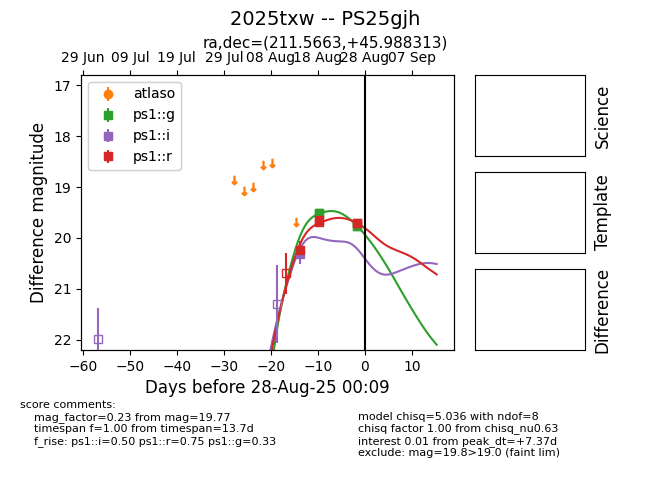 2025txw -- PS25gjh
ra,dec=(211.5663,+45.988313)
29 Jun 09 Jul 19 Jul 29 Jul 08 Aug 18 Aug 28 Aug 07 Sep
17
18
19
20
21
22
Difference magnitude
atlaso
ps1::g
ps1::i
ps1::r
−60 −50 −40 −30 −20 −10 0 10
Days before 28-Aug-25 00:09
Science
Template
Difference
score comments:
mag_factor=0.23 from mag=19.77
timespan f=1.00 from timespan=13.7d
f_rise: ps1::i=0.50 ps1::r=0.75 ps1::g=0.33
model chisq=5.036 with ndof=8
chisq factor 1.00 from chisq_nu0.63
interest 0.01 from peak_dt=+7.37d
exclude: mag=19.8>19.0 (faint lim)